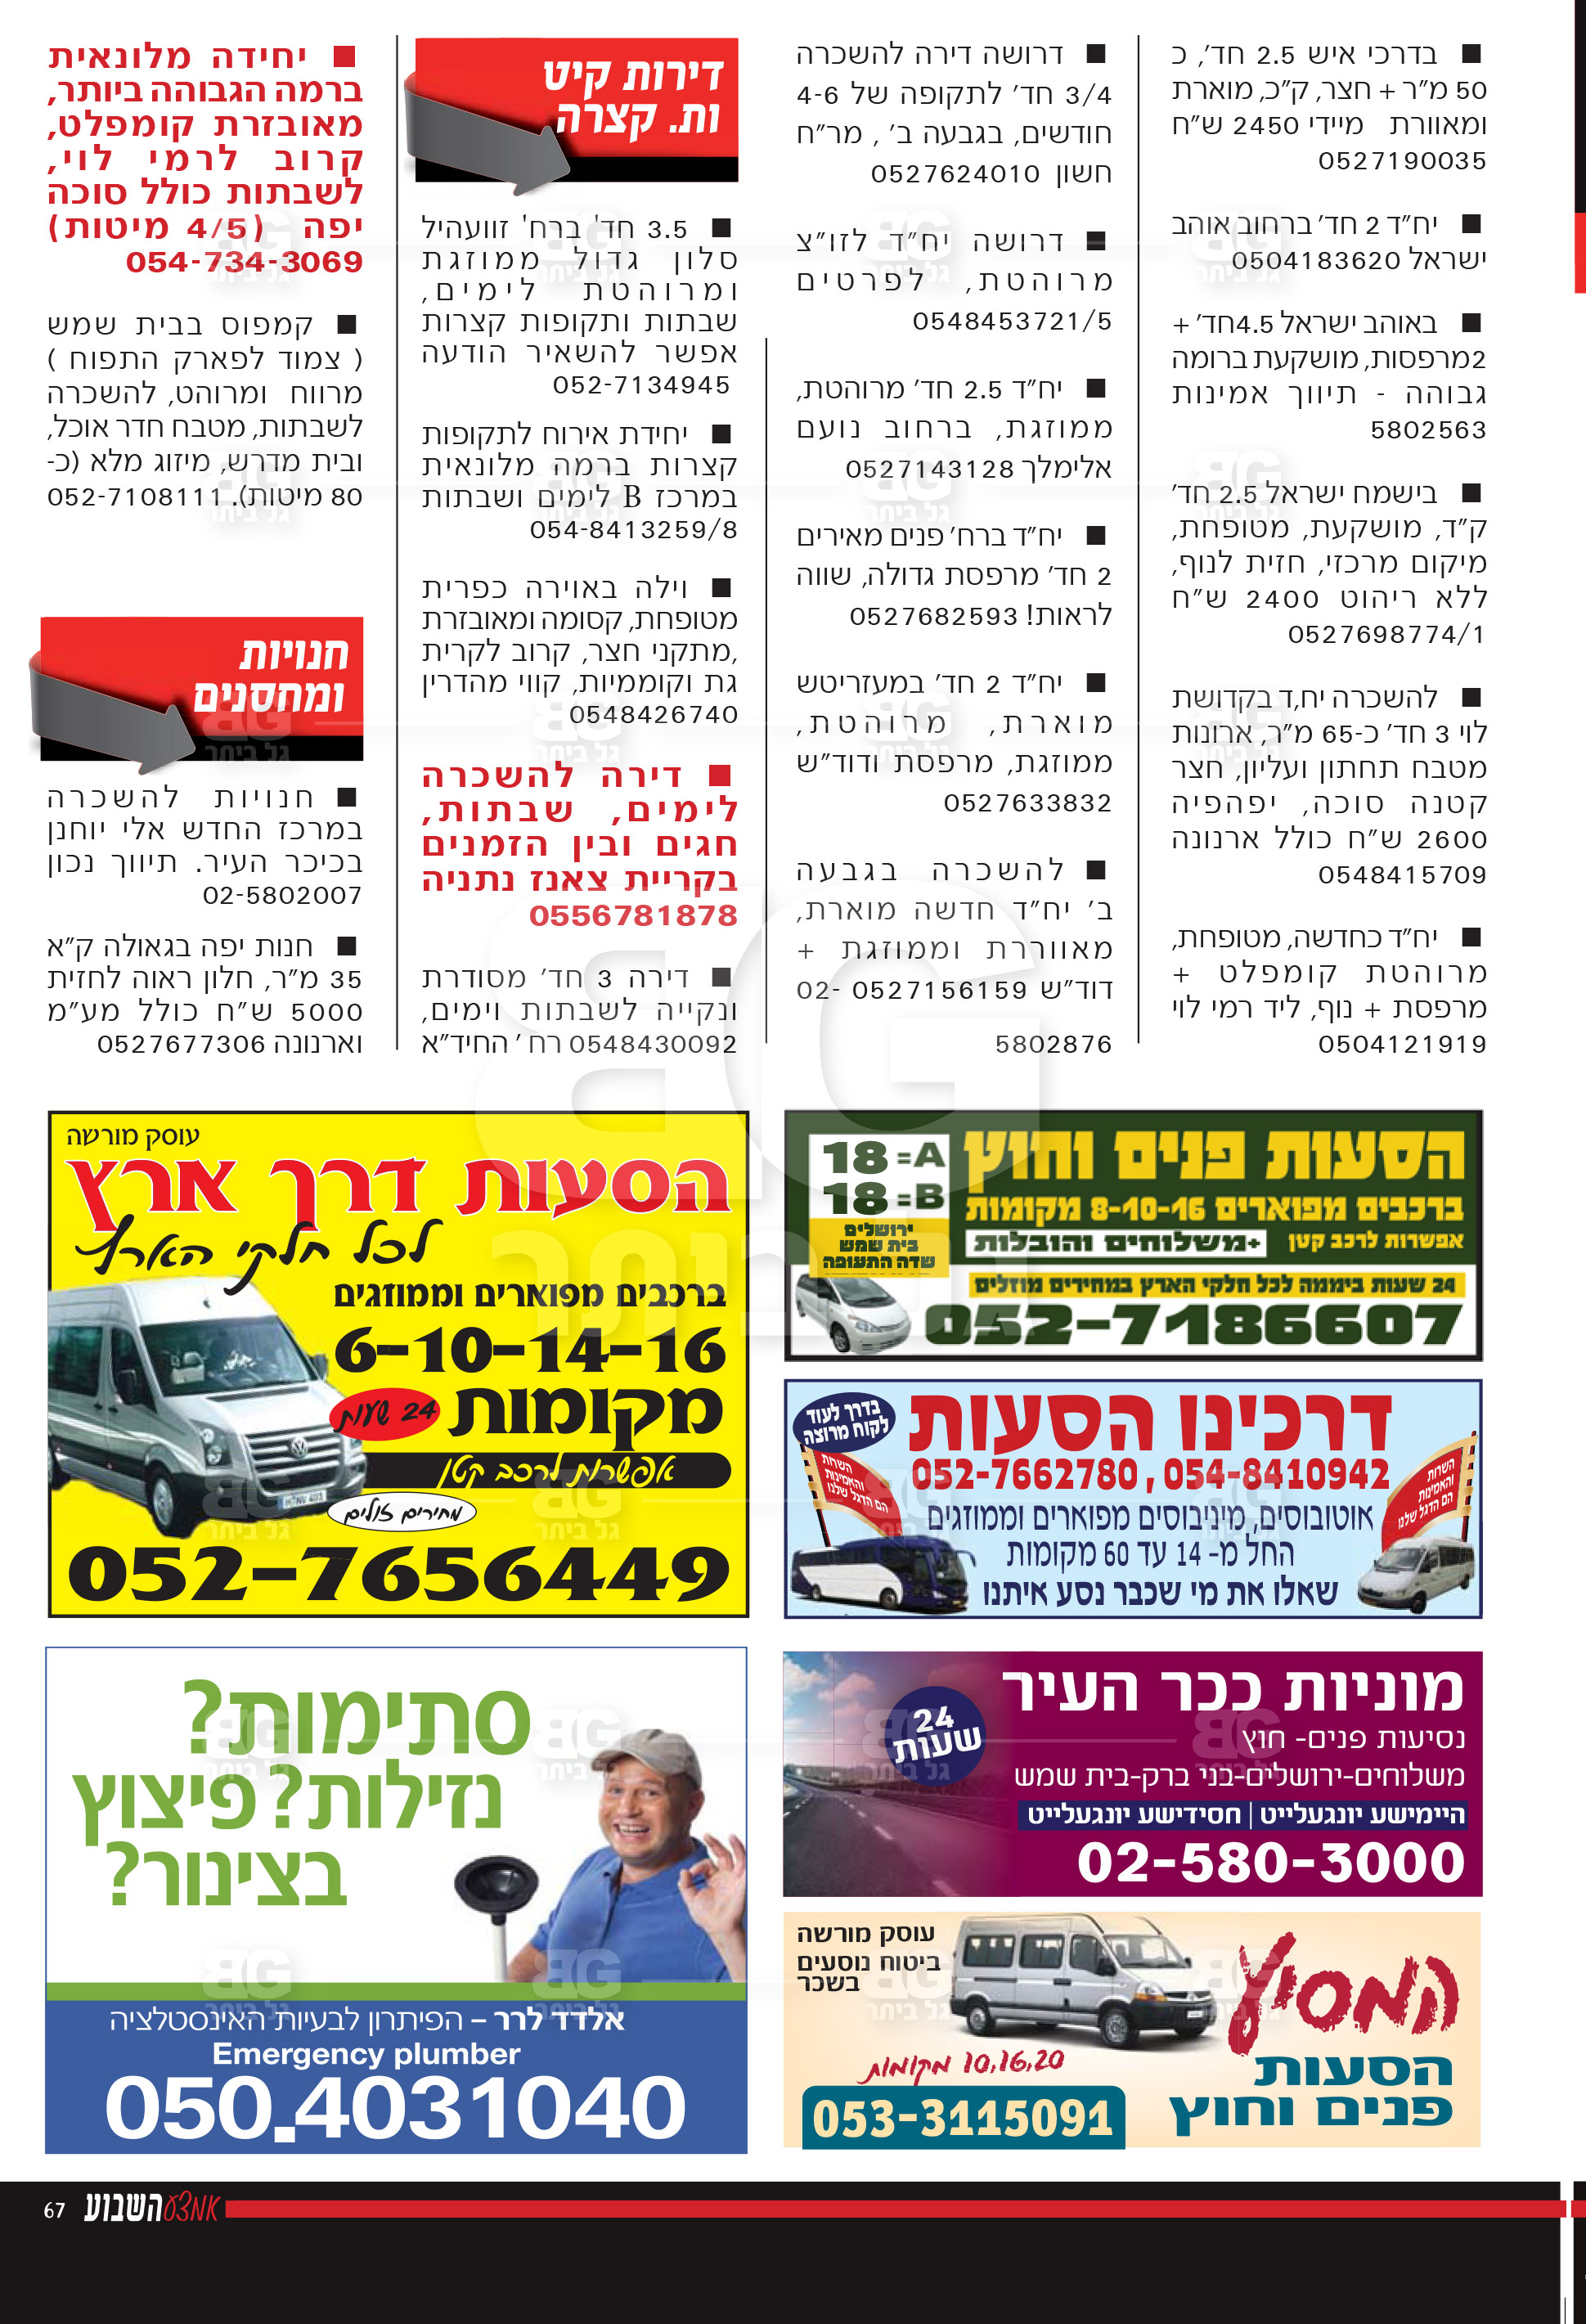 ■ בדרכי איש 2.5 חד', כ
50 מ"ר + חצר, ק"כ, מוארת
ומאוורת מיידי 2450 ש"ח
0527190035
■ יח"ד 2 חד' ברחוב אוהב
ישראל 0504183620
■ באוהב ישראל 4.5חד' +
2מרפסות, מושקעת ברומה
גבוהה - תיווך אמינות
5802563
■ בישמח ישראל 2.5 חד'
ק"ד, מושקעת, מטופחת,
מיקום מרכזי, חזית לנוף,
ללא ריהוט 2400 ש"ח
0527698774/1
■ להשכרה יח,ד בקדושת
לוי 3 חד' כ-65 מ"ר, ארונות
מטבח תחתון ועליון, חצר
קטנה סוכה, יפהפיה
2600 ש"ח כולל ארנונה
0548415709
■ יח"ד כחדשה, מטופחת,
מרוהטת קומפלט +
מרפסת + נוף, ליד רמי לוי
0504121919
■ דרושה דירה להשכרה
3/4 חד' לתקופה של 4-6
חודשים, בגבעה ב' , מר"ח
חשון 0527624010
■ דרושה יח"ד לזו"צ
מרוהטת, לפרטים
0548453721/5
■ יח"ד 2.5 חד' מרוהטת,
ממוזגת, ברחוב נועם
אלימלך 0527143128
■ יח"ד ברח' פנים מאירים
2 חד' מרפסת גדולה, שווה
לראות! 0527682593
■ יח"ד 2 חד' במעזריטש
מוארת, מרוהטת,
ממוזגת, מרפסת ודוד"ש
0527633832
■ להשכרה בגבעה
ב' יח"ד חדשה מוארת,
מאווררת וממוזגת +
דוד"ש 0527156159 02-
5802876
דירות קיט
ות. קצרה
■ 3.5 חד' ברח' זוועהיל
סלון גדול ממוזגת
ומרוהטת לימים,
שבתות ותקופות קצרות
אפשר להשאיר הודעה
052-7134945
■ יחידת אירוח לתקופות
קצרות ברמה מלונאית
במרכז B לימים ושבתות
054-8413259/8
■ וילה באוירה כפרית
מטופחת, קסומה ומאובזרת
,מתקני חצר, קרוב לקרית
גת וקוממיות, קווי מהדרין
0548426740
■ דירה להשכרה
לימים, שבתות,
חגים ובין הזמנים
בקריית צאנז נתניה
0556781878
■ דירה 3 חד' מסודרת
ונקייה לשבתות וימים,
0548430092 רח ' החיד"א
■ יחידה מלונאית
ברמה הגבוהה ביותר,
מאובזרת קומפלט,
קרוב לרמי לוי,
לשבתות כולל סוכה
יפה (4/5 מיטות)
054-734-3069
■ קמפוס בבית שמש
( צמוד לפארק התפוח )
מרווח ומרוהט, להשכרה
לשבתות, מטבח חדר אוכל,
ובית מדרש, מיזוג מלא (כ-
80 מיטות). 052-7108111
חנויות
ומחסנים
■ חנויות להשכרה
במרכז החדש אלי יוחנן
בכיכר העיר. תיווך נכון
02-5802007
■ חנות יפה בגאולה ק"א
35 מ"ר, חלון ראוה לחזית
5000 ש"ח כולל מע"מ
וארנונה 0527677306
הסעות פנים וחוץ
ברכבים מפוארים 8-10-16 מקומות
אפשרות לרכב קטן +משלוחים והובלות
24 שעות ביממה לכל חלקי הארץ במחירים מוזלים
052-7186607
18=A
18=B
ירושלים
בית שמש
שדה התעופה
עוסק מורשה
הסעות דרך ארץ
לכל חלקי הארץ
ברכבים מפוארים וממוזגים
6-10-14-16
מקומות
24 שעות
אפשרות לרכב קטן
מחירים זולים
052-7656449
דרכינו הסעות
052-7662780 , 054-8410942
אוטובוסים, מיניבוסים מפוארים וממוזגים
החל מ- 14 עד 60 מקומות
שאלו את מי שכבר נסע איתנו
בדרך לעוד
לקוח מרוצה
השרות
והאמינות
הם הדגל שלנו
השרות
והאמינות
הם הדגל שלנו
מוניות ככר העיר
נסיעות פנים- חוץ
משלוחים-ירושלים-בני ברק-בית שמש
היימישע יונגעלייט | חסידישע יונגעלייט
02-580-3000
24
שעות
סתימות?
נזילות? פיצוץ
בצינור?
אלדד לרר – הפיתרון לבעיות האינסטלציה
Emergency plumber
050.4031040
עוסק מורשה
ביטוח נוסעים
בשכר
המסיע
הסעות
פנים וחוץ
10,16,20 מקומות
053-3115091
אמצע השבוע 67
BG
גל ביתר